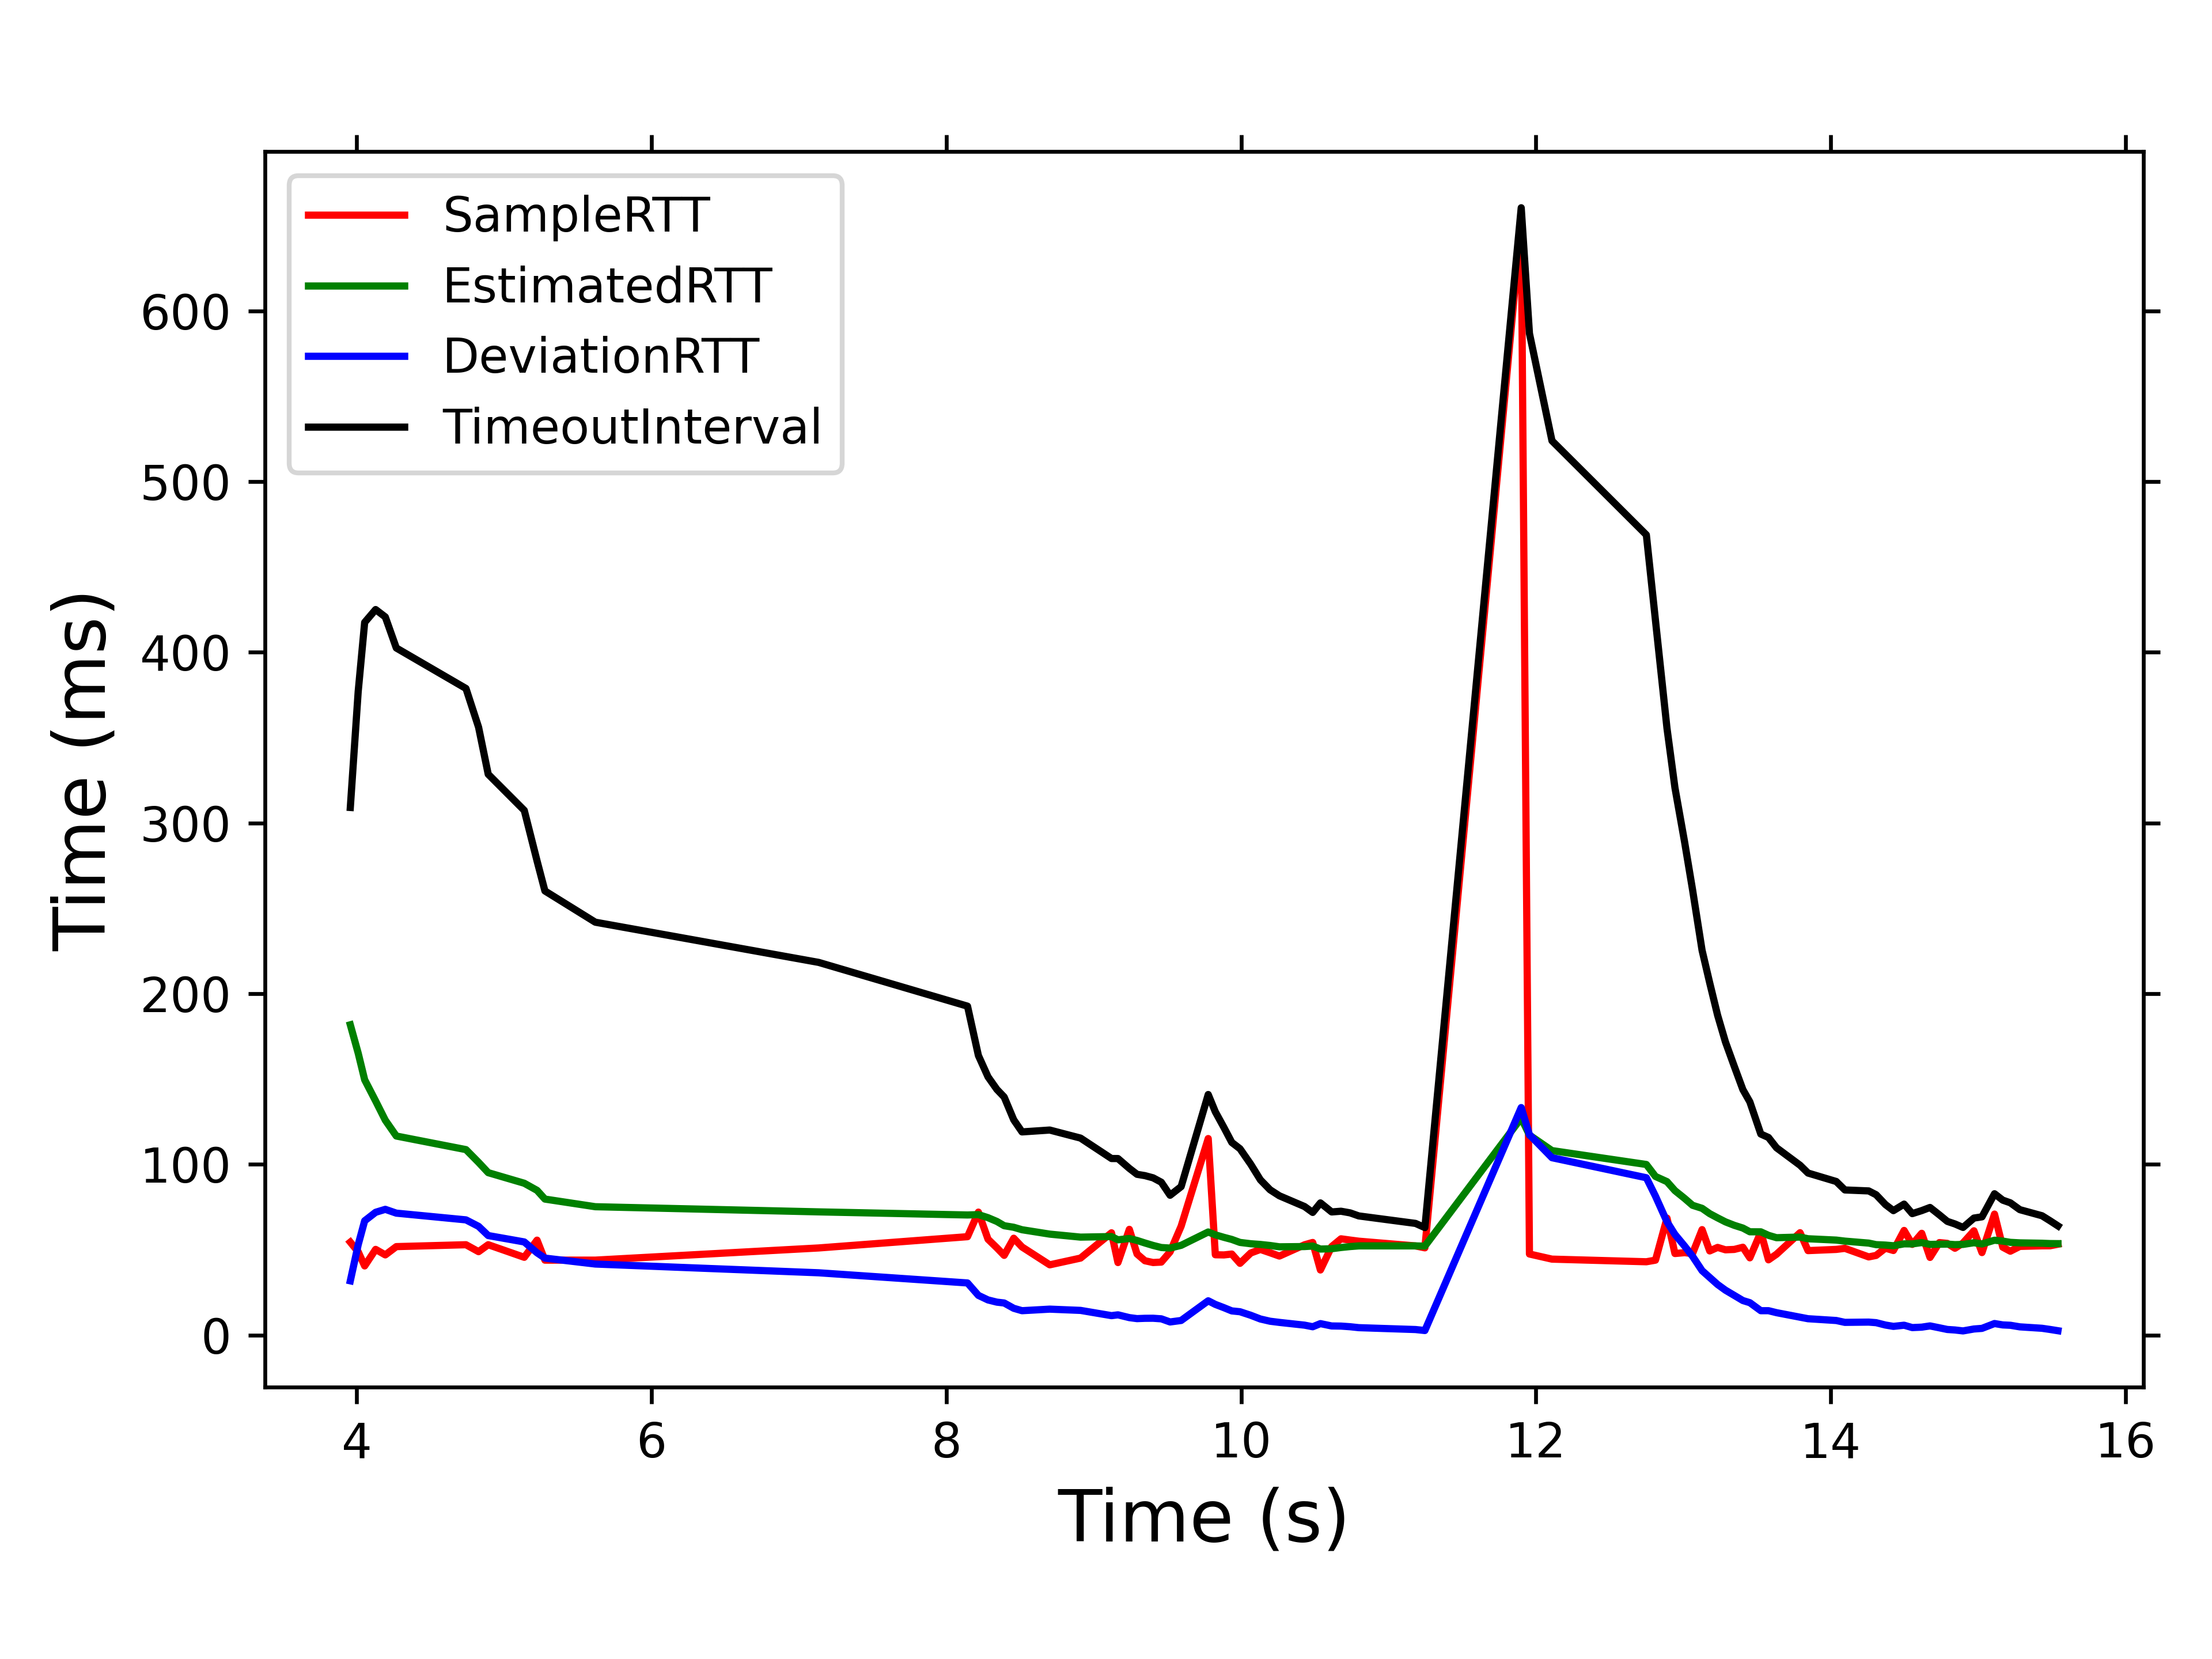 SampleRTT
EstimatedRTT
DeviationRTT
TimeoutInterval
Time (ms)
600
500
400
300
200
100
0
4 6 8 10 12 14 16
Time (s)